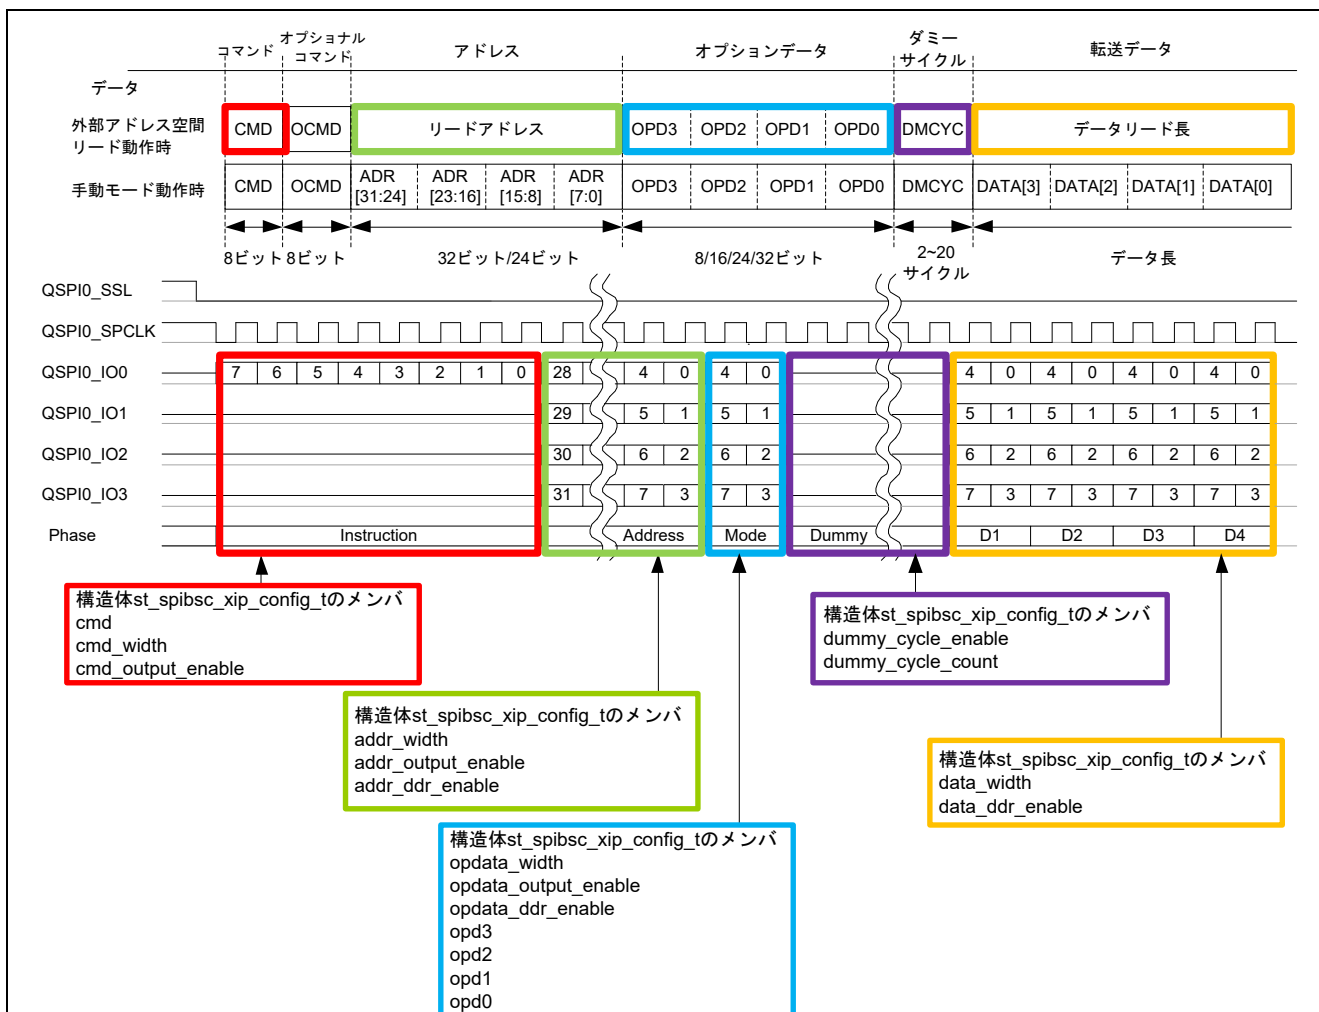 コマンド
オプショナル
コマンド
アドレス
オプションデータ
ダミー
サイクル
転送データ
データ
外部アドレス空間
リード動作時
CMD OCMD リードアドレス OPD3 OPD2 OPD1 OPD0 DMCYC データリード長
手動モード動作時
CMD OCMD ADR [31:24] ADR [23:16] ADR [15:8] ADR [7:0] OPD3 OPD2 OPD1 OPD0 DMCYC DATA[3] DATA[2] DATA[1] DATA[0]
8ビット 8ビット 32ビット/24ビット 8/16/24/32ビット 2~20 サイクル データ長
QSPI0_SSL
QSPI0_SPCLK
QSPI0_IO0 7 6 5 4 3 2 1 0 28 4 0 4 0 4 0 4 0 4 0 4 0
QSPI0_IO1 29 5 1 5 1 5 1 5 1 5 1 5 1
QSPI0_IO2 30 6 2 6 2 6 2 6 2 6 2 6 2
QSPI0_IO3 31 7 3 7 3 7 3 7 3 7 3 7 3
Phase Instruction Address Mode Dummy D1 D2 D3 D4
構造体st_spibsc_xip_config_tのメンバ
cmd
cmd_width
cmd_output_enable
構造体st_spibsc_xip_config_tのメンバ
addr_width
addr_output_enable
addr_ddr_enable
構造体st_spibsc_xip_config_tのメンバ
opdata_width
opdata_output_enable
opdata_ddr_enable
opd3
opd2
opd1
opd0
構造体st_spibsc_xip_config_tのメンバ
dummy_cycle_enable
dummy_cycle_count
構造体st_spibsc_xip_config_tのメンバ
data_width
data_ddr_enable